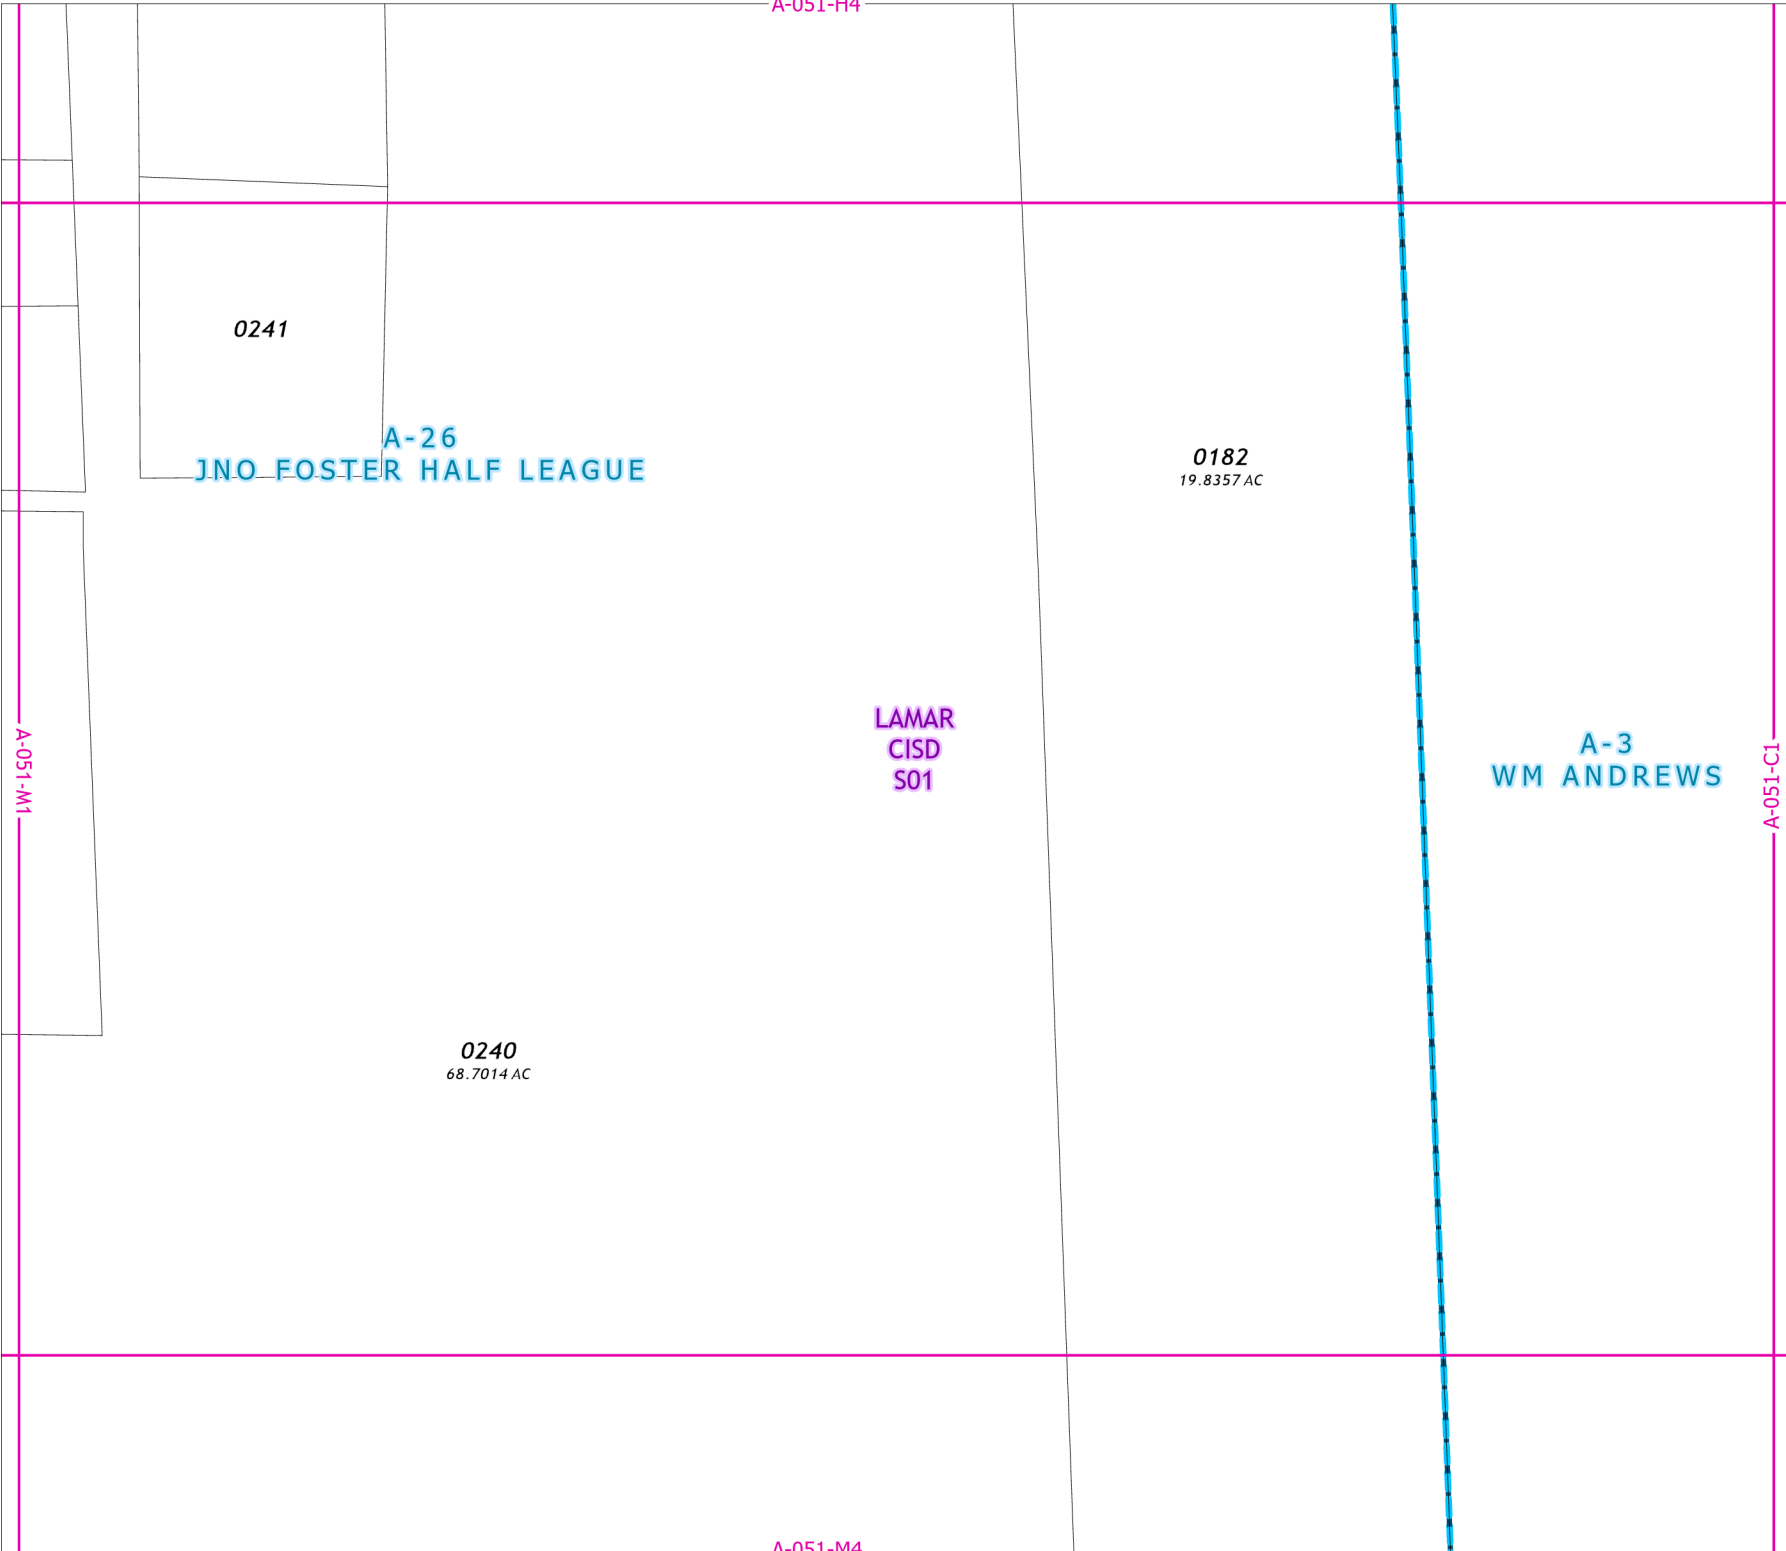 A-051-H4
0241
A-26
JNO FOSTER HALF LEAGUE
0182
19.8357 AC
LAMAR
CISD
S01
A-3
WM ANDREWS
A-051-W1
A-051-C1
0240
68.7014 AC
A-051-M4